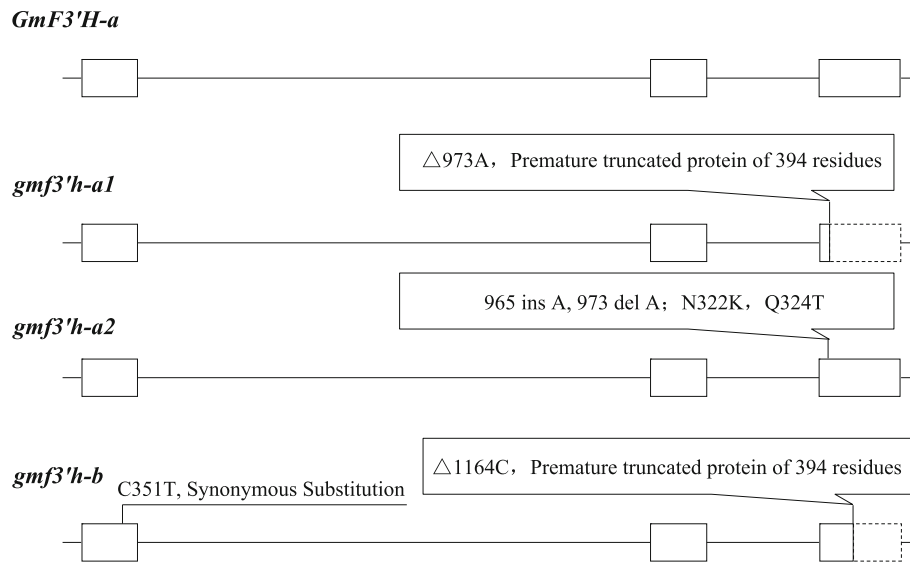 GmF3'H-a
△973A，Premature truncated protein of 394 residues
gmf3'h-a1
965 ins A, 973 del A；N322K，Q324T
gmf3'h-a2
△1164C，Premature truncated protein of 394 residues
gmf3'h-b
C351T, Synonymous Substitution